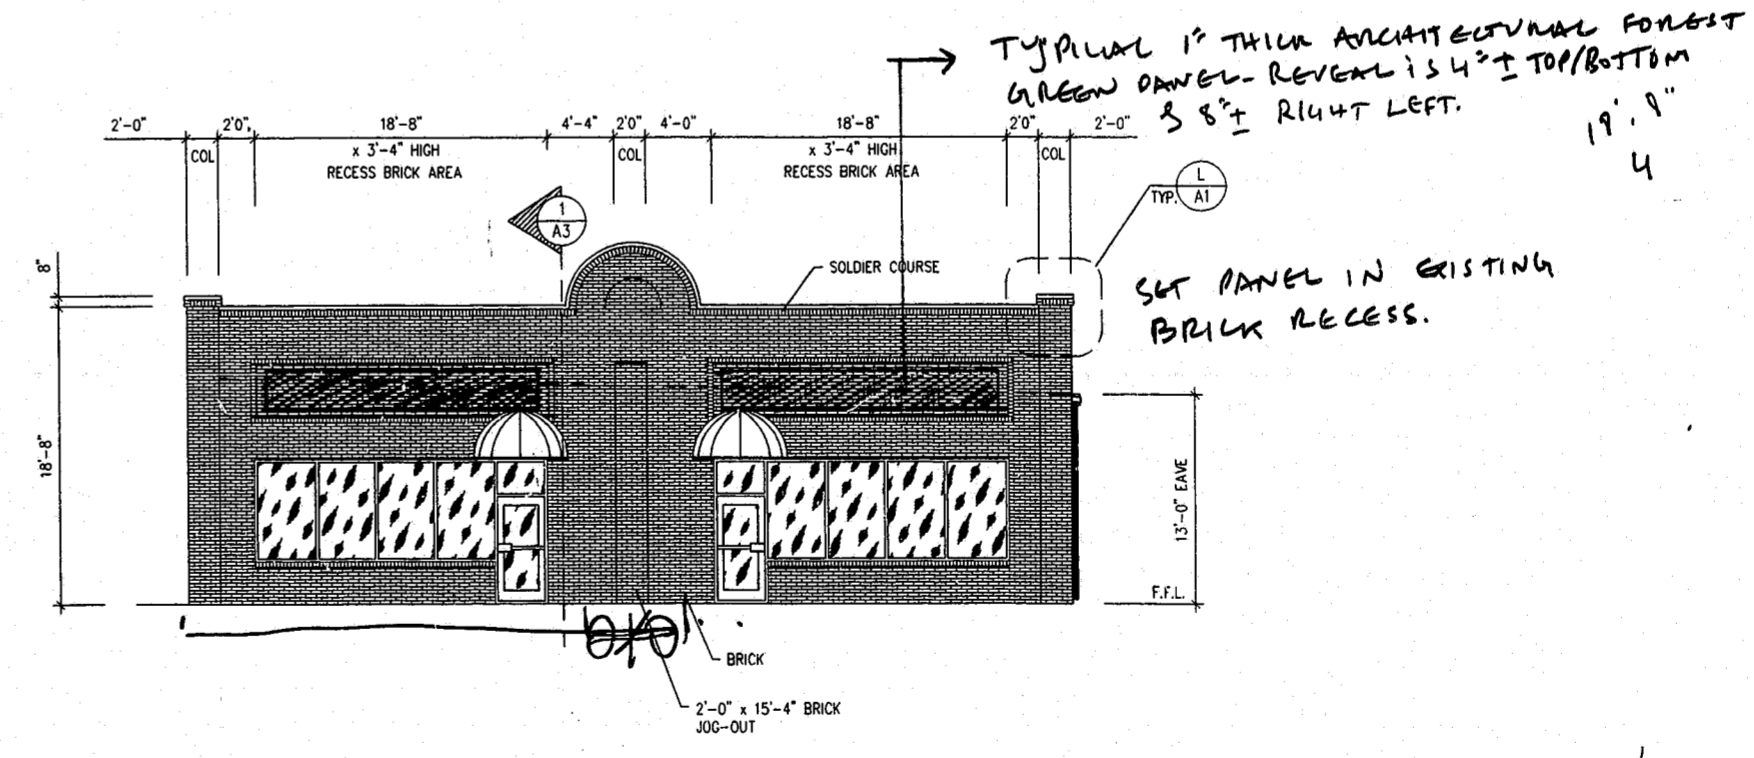 TYPICAL 1" THICK ARCHITECTURAL FOREST
GREEN PANEL - REVEAL IS 4"± TOP/BOTTOM
& 8"± RIGHT LEFT.
4
2'-0" 2'0" 18'-8" 4'-4" 2'0" 4'-0" 18'-8" 2'0" 2'-0"
COL x 3'-4" HIGH COL x 3'-4" HIGH COL
RECESS BRICK AREA RECESS BRICK AREA
L
TYP. A1
1
A3
8"
SOLDIER COURSE
SET PANEL IN EXISTING
BRICK RECESS.
18'-8"
13'-0" EAVE
F.F.L.
BRICK
2'-0" x 15'-4" BRICK
JOG-OUT